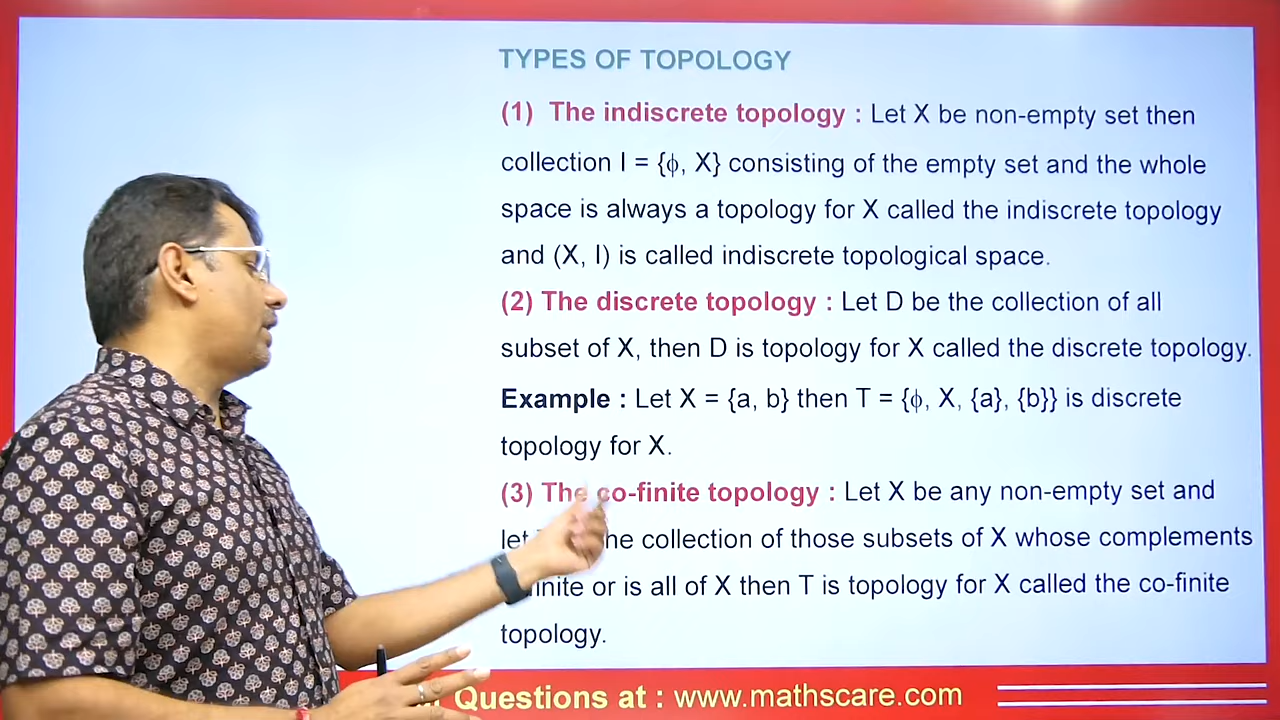 TYPES OF TOPOLOGY
(1) The indiscrete topology : Let X be non-empty set then
collection I = {ϕ, X} consisting of the empty set and the whole
space is always a topology for X called the indiscrete topology
and (X, I) is called indiscrete topological space.
(2) The discrete topology : Let D be the collection of all
subset of X, then D is topology for X called the discrete topology.
Example : Let X = {a, b} then T = {ϕ, X, {a}, {b}} is discrete
topology for X.
(3) The co-finite topology : Let X be any non-empty set and
let collection of those subsets of X whose complements
or is all of X then T is topology for X called the co-finite
topology.
Questions at : www.mathscare.com